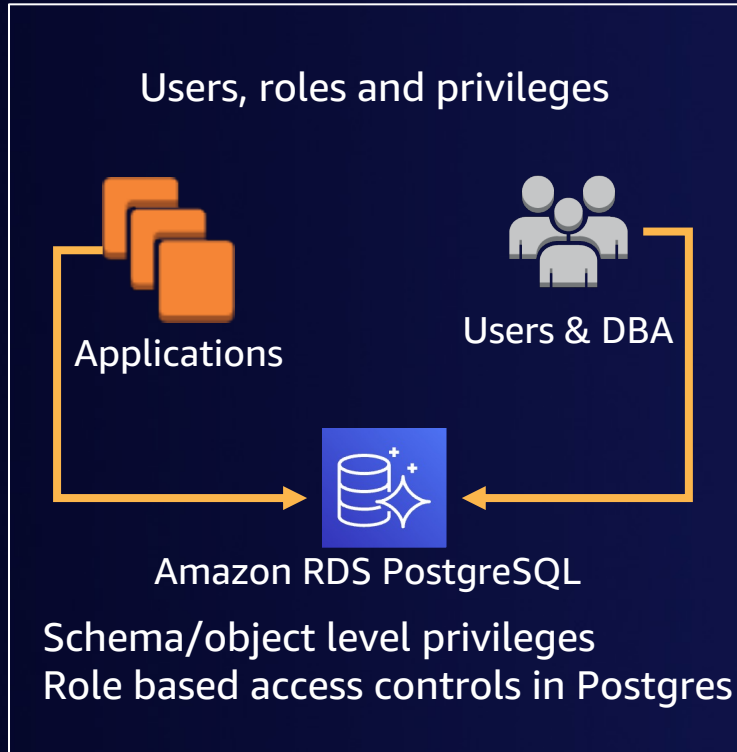 Users, roles and privileges
Applications
Users & DBA
Amazon RDS PostgreSQL
Schema/object level privileges
Role based access controls in Postgres